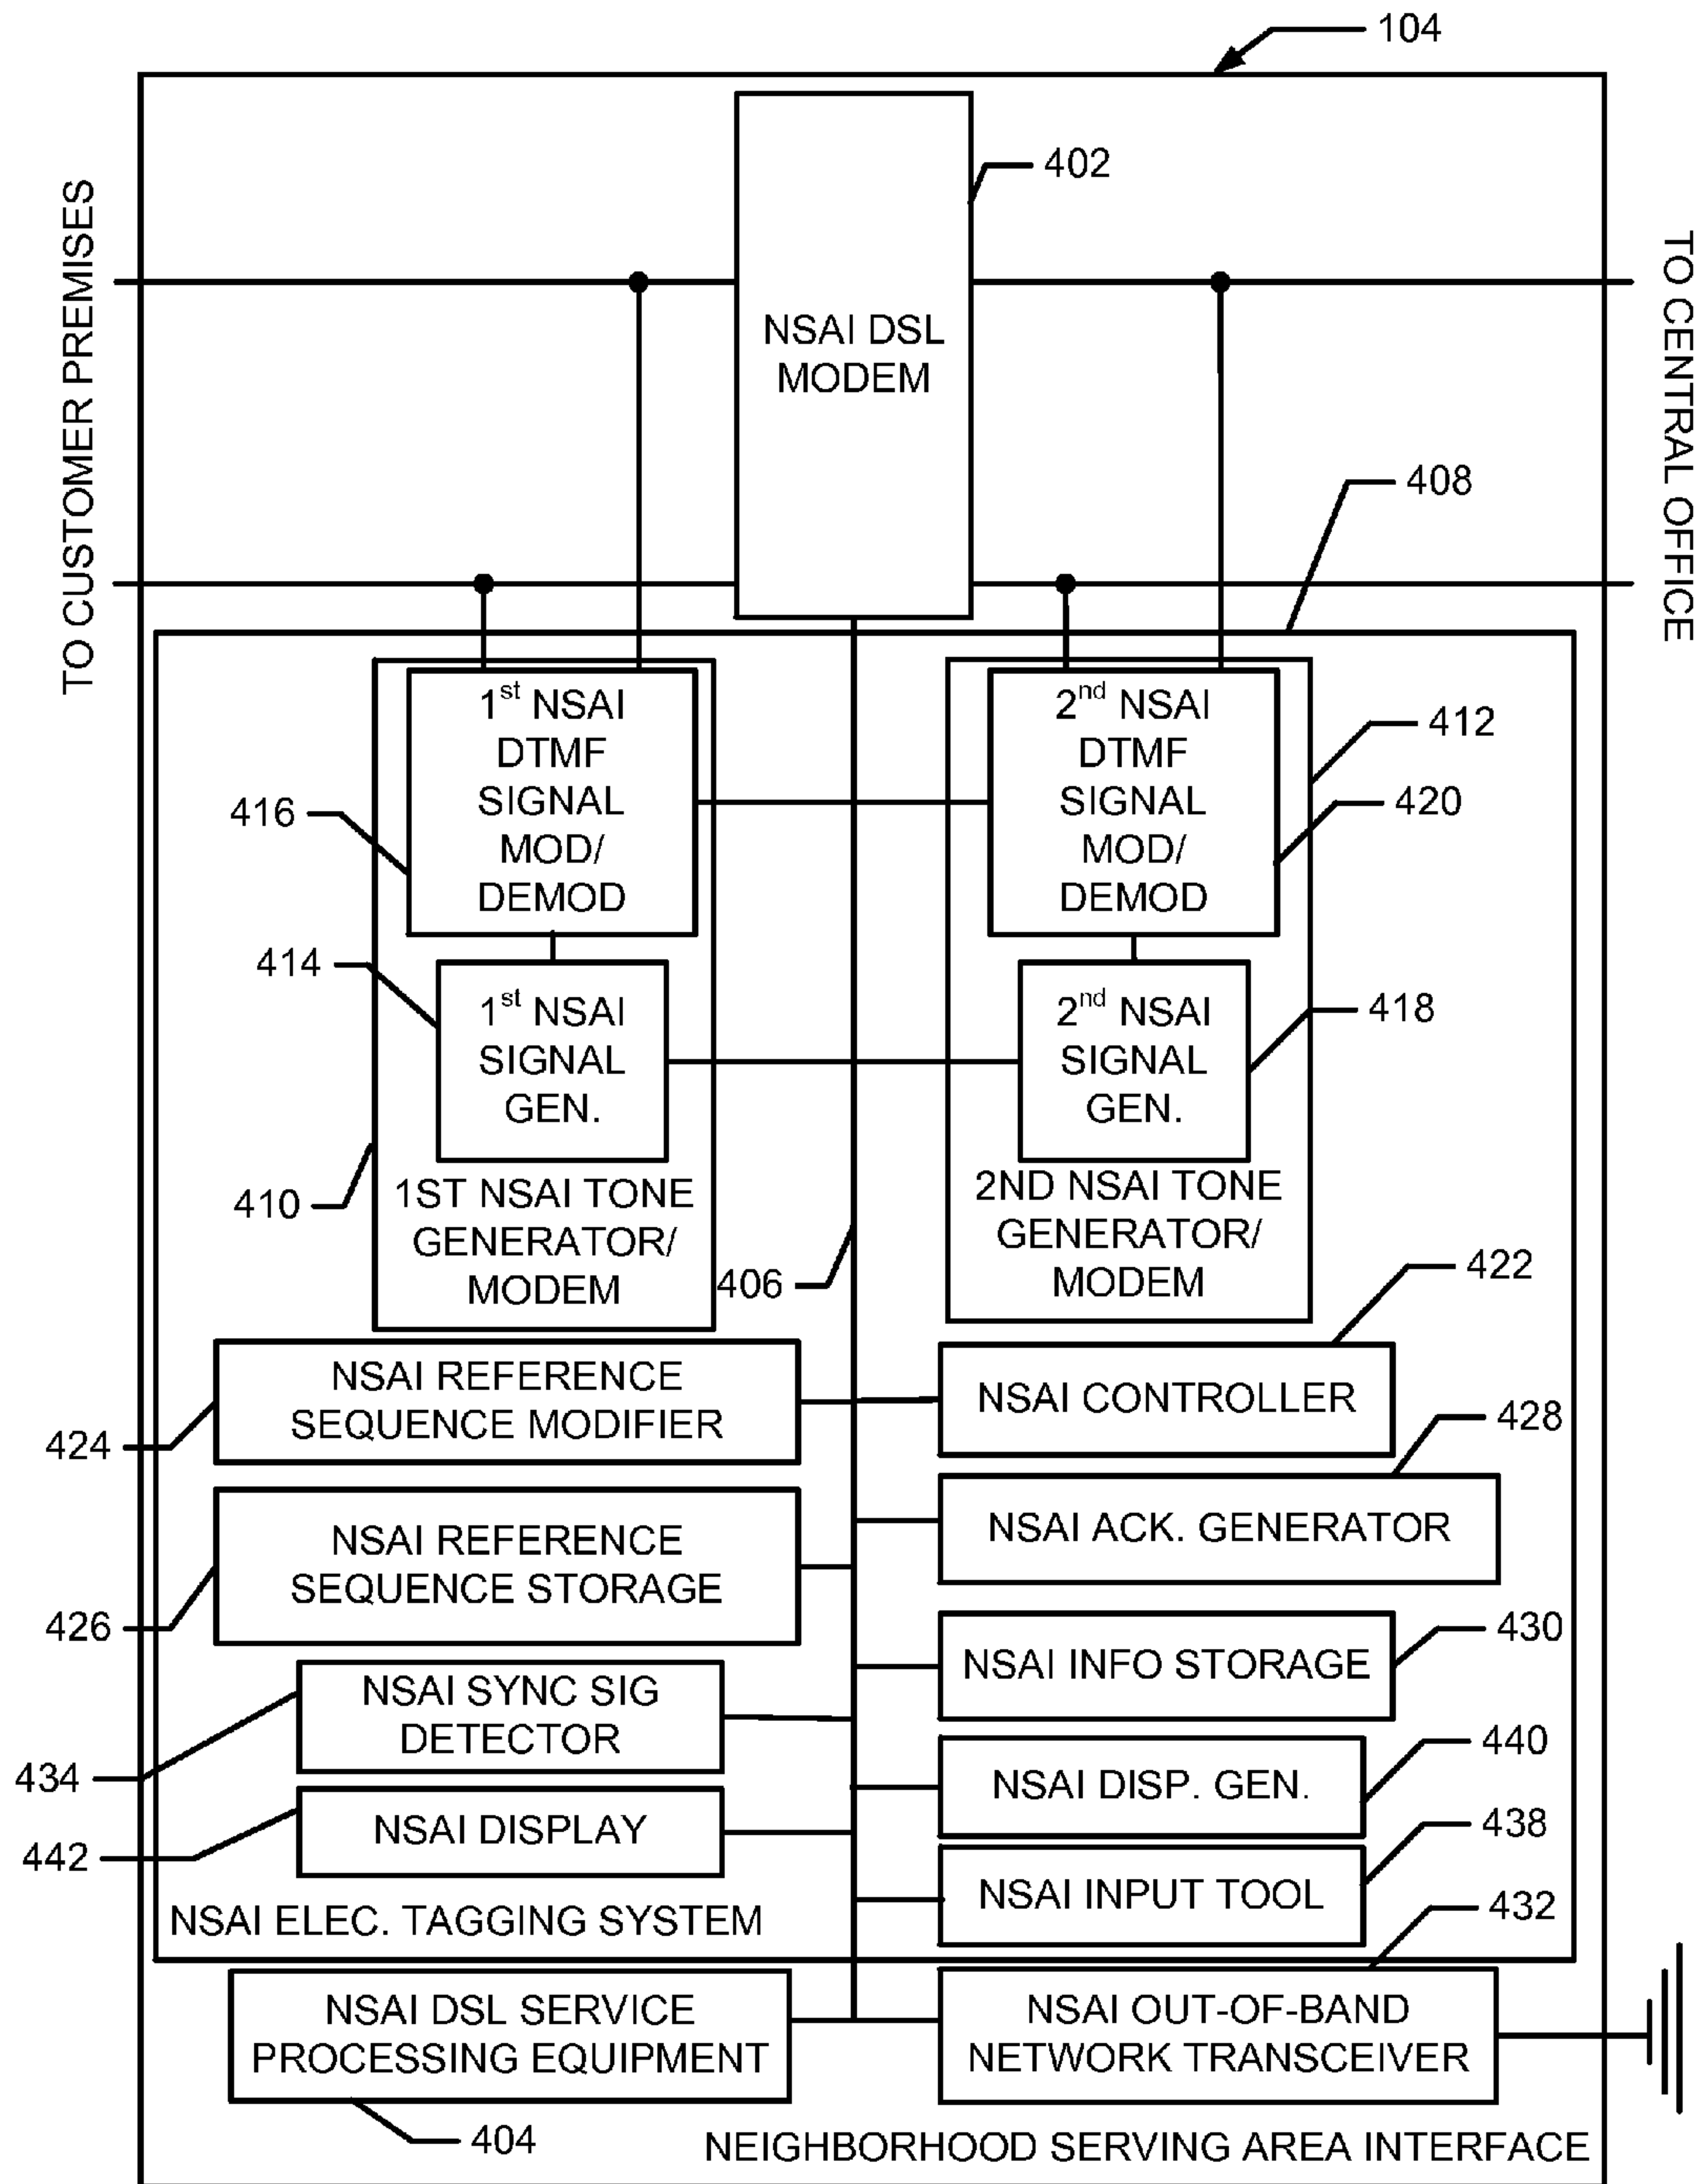 104
402
TO CUSTOMER PREMISES
TO CENTRAL OFFICE
NSAI DSL
MODEM
408
1st NSAI
DTMF
SIGNAL
MOD/
DEMOD
2nd NSAI
DTMF
SIGNAL
MOD/
DEMOD
412
416
420
414
1st NSAI
SIGNAL
GEN.
2nd NSAI
SIGNAL
GEN.
418
410
1ST NSAI TONE
GENERATOR/
MODEM
2ND NSAI TONE
GENERATOR/
MODEM
406
422
NSAI REFERENCE
SEQUENCE MODIFIER
NSAI CONTROLLER
424
428
NSAI REFERENCE
SEQUENCE STORAGE
NSAI ACK. GENERATOR
426
430
NSAI INFO STORAGE
NSAI SYNC SIG
DETECTOR
434
440
NSAI DISP. GEN.
NSAI DISPLAY
442
438
NSAI INPUT TOOL
432
NSAI ELEC. TAGGING SYSTEM
NSAI DSL SERVICE
PROCESSING EQUIPMENT
NSAI OUT-OF-BAND
NETWORK TRANSCEIVER
404
NEIGHBORHOOD SERVING AREA INTERFACE